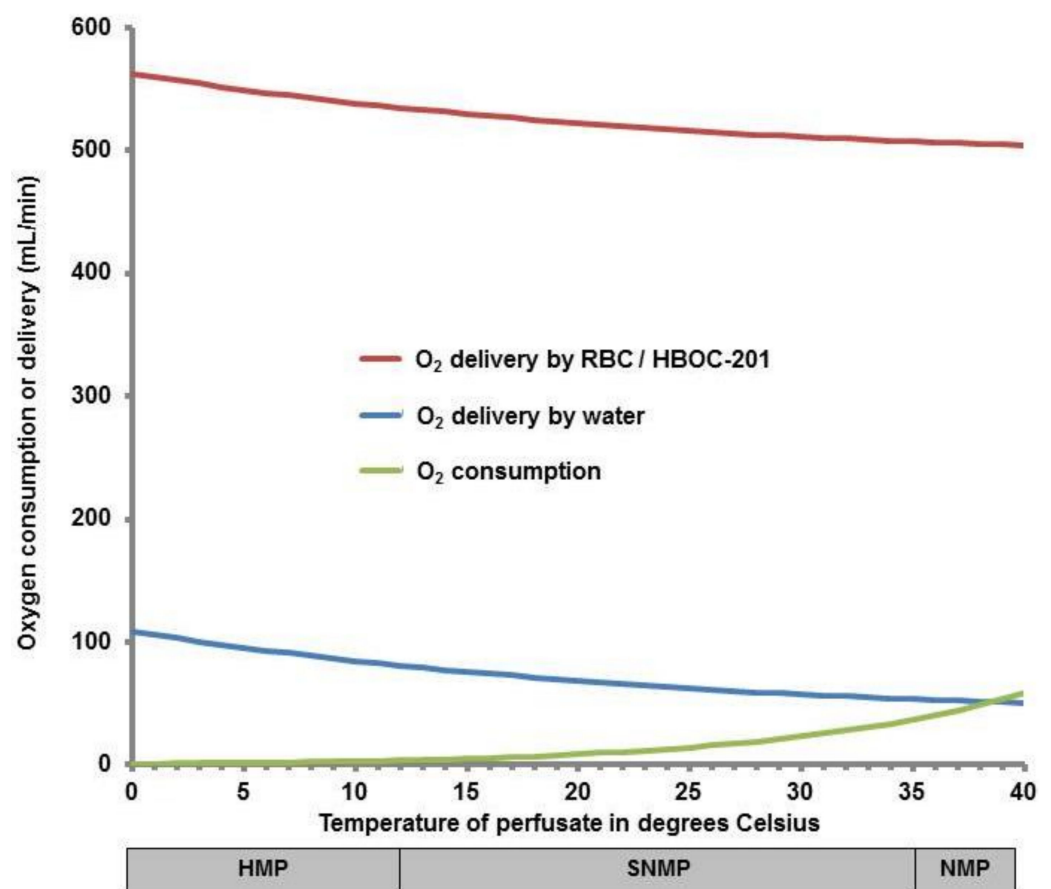 600
500
400
300
200
100
0
Oxygen consumption or delivery (mL/min)
O₂ delivery by RBC / HBOC-201
O₂ delivery by water
O₂ consumption
0 5 10 15 20 25 30 35 40
Temperature of perfusate in degrees Celsius
HMP SNMP NMP